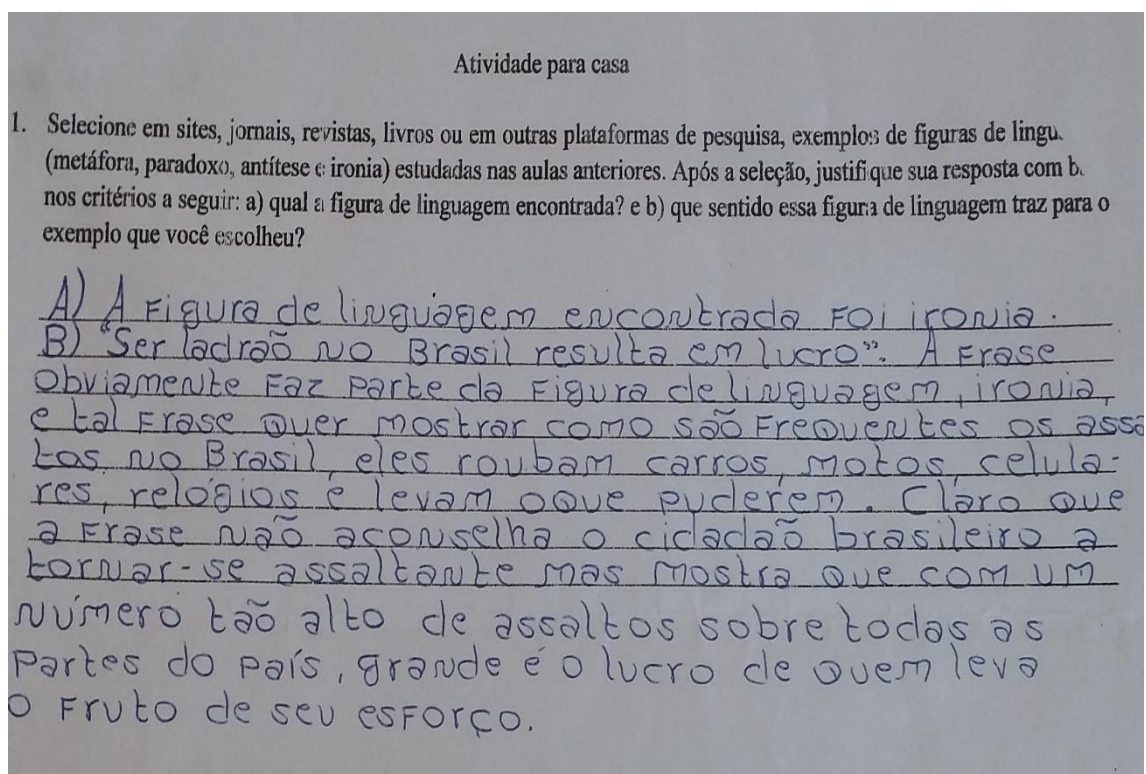 Atividade para casa
1. Selecione em sites, jornais, revistas, livros ou em outras plataformas de pesquisa, exemplos de figuras de lingu
(metáfora, paradoxo, antítese e ironia) estudadas nas aulas anteriores. Após a seleção, justifique sua resposta com b
nos critérios a seguir: a) qual a figura de linguagem encontrada? e b) que sentido essa figura de linguagem traz para o
exemplo que você escolheu?
A) A Figura de linguagem encontrada Foi ironia.
B) "Ser ladraõ no Brasil resulta em lucro". A Frase
Obviamente Faz parte da Figura de linguagem, ironia,
e tal Frase quer mostrar como saõ Frequentes os assa
tos no Brasil, eles roubam carros, motos, celula-
res, relógios e levam oque puderem. Claro que
a Frase naõ aconselha o cidadaõ brasileiro a
tornar-se assaltante mas mostra que com um
número taõ alto de assaltos sobre todas as
Partes do país, grande é o lucro de quem leva
o Fruto de seu esforço.